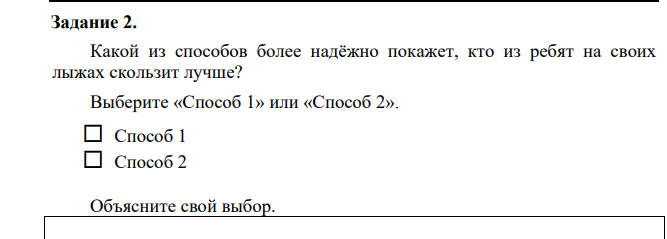 Задание 2.
Какой из способов более надёжно покажет, кто из ребят на своих
лыжах скользит лучше?
Выберите «Способ 1» или «Способ 2».
Способ 1
Способ 2
Объясните свой выбор.